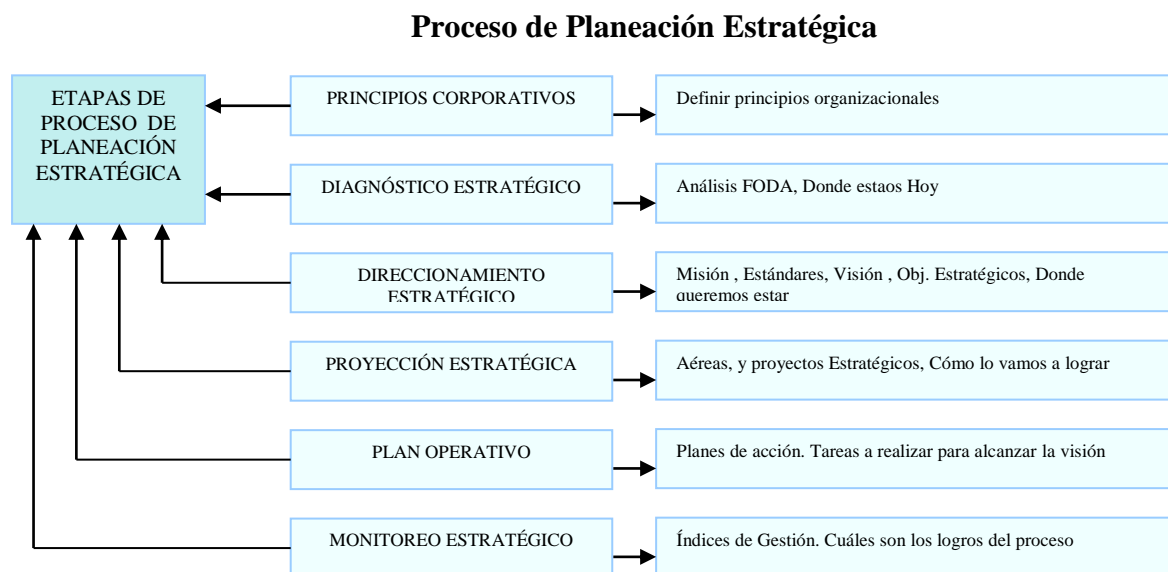 Proceso de Planeación Estratégica
ETAPAS DE
PROCESO DE
PLANEACIÓN
ESTRATÉGICA
PRINCIPIOS CORPORATIVOS
Definir principios organizacionales
DIAGNÓSTICO ESTRATÉGICO
Análisis FODA, Donde estaos Hoy
DIRECCIONAMIENTO
ESTRATÉGICO
Misión , Estándares, Visión , Obj. Estratégicos, Donde
queremos estar
PROYECCIÓN ESTRATÉGICA
Aéreas, y proyectos Estratégicos, Cómo lo vamos a lograr
PLAN OPERATIVO
Planes de acción. Tareas a realizar para alcanzar la visión
MONITOREO ESTRATÉGICO
Índices de Gestión. Cuáles son los logros del proceso